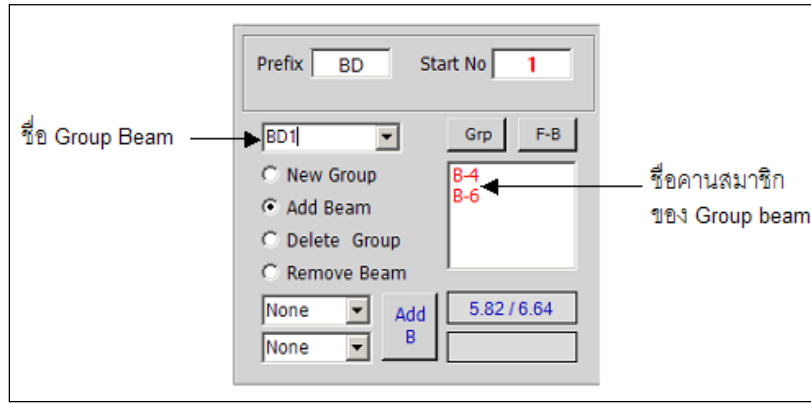 Prefix BD Start No 1
ชื่อ Group Beam
BD1
Grp F-B
New Group
Add Beam
Delete Group
Remove Beam
B-4
B-6
ชื่อคานสมาชิก
ของ Group beam
None
None
Add
B
5.82 / 6.64